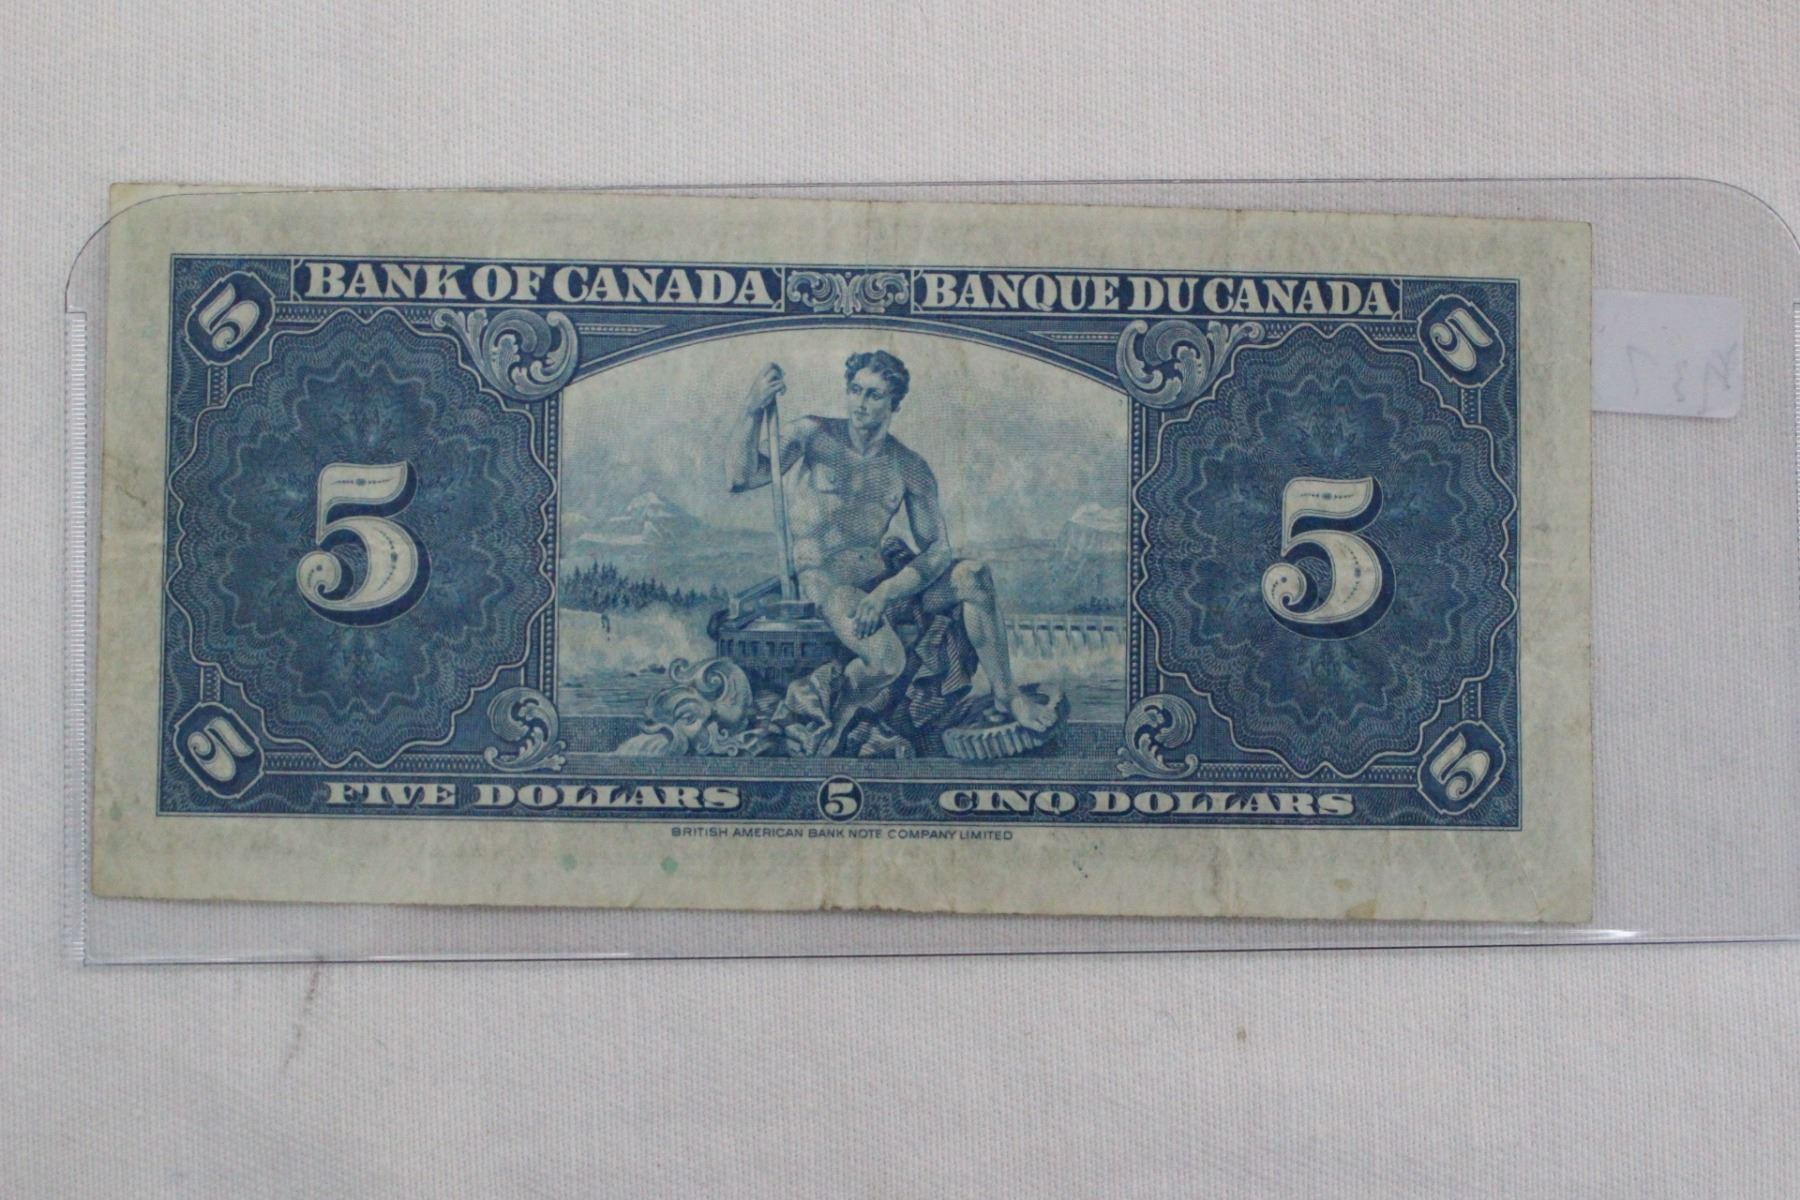 5 BANK OF CANADA BANQUE DU CANADA 5
5 5
5 FIVE DOLLARS 5 CINQ DOLLARS 5
BRITISH AMERICAN BANK NOTE COMPANY LIMITED